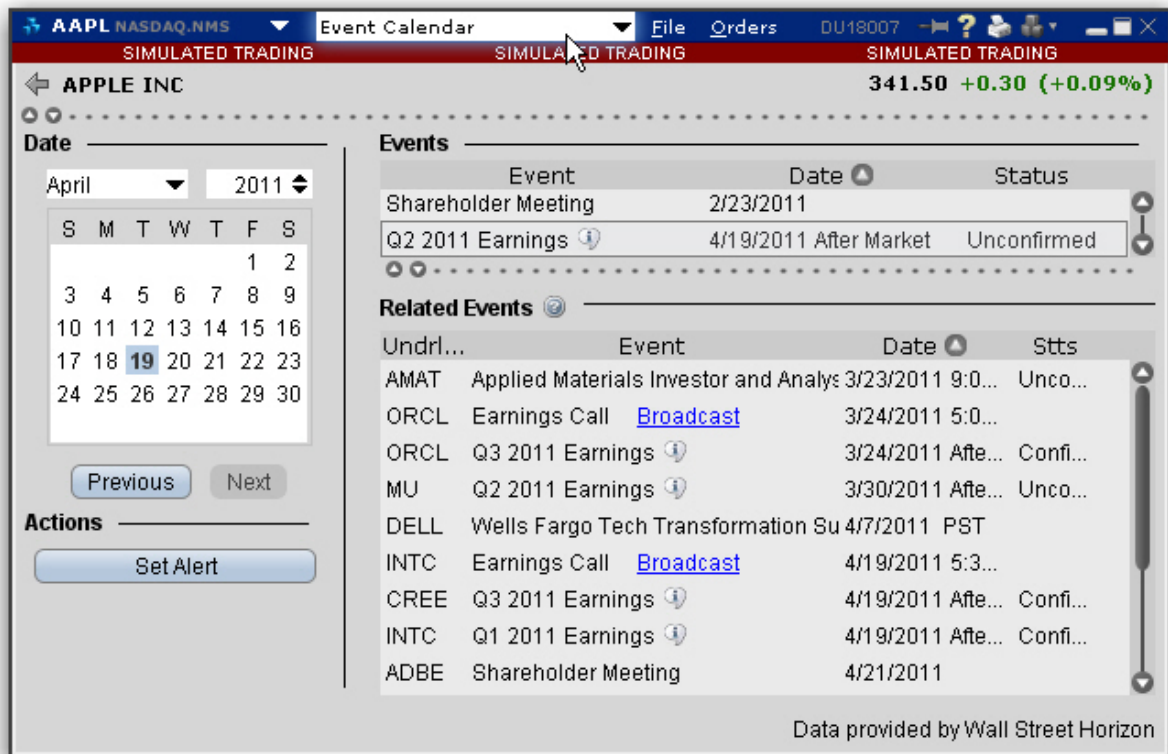 AAPL NASDAQ.NMS Event Calendar File Orders DU18007 ?
SIMULATED TRADING SIMULATED TRADING SIMULATED TRADING
APPLE INC 341.50 +0.30 (+0.09%)
Date
April 2011
S M T W T F S
1 2
3 4 5 6 7 8 9
10 11 12 13 14 15 16
17 18 19 20 21 22 23
24 25 26 27 28 29 30
Previous Next
Actions
Set Alert
Events
Event Date Status
Shareholder Meeting 2/23/2011
Q2 2011 Earnings 4/19/2011 After Market Unconfirmed
Related Events ?
Undrl... Event Date Stts
AMAT Applied Materials Investor and Analys 3/23/2011 9:0... Unco...
ORCL Earnings Call Broadcast 3/24/2011 5:0...
ORCL Q3 2011 Earnings 3/24/2011 Afte... Confi...
MU Q2 2011 Earnings 3/30/2011 Afte... Unco...
DELL Wells Fargo Tech Transformation Su 4/7/2011 PST
INTC Earnings Call Broadcast 4/19/2011 5:3...
CREE Q3 2011 Earnings 4/19/2011 Afte... Confi...
INTC Q1 2011 Earnings 4/19/2011 Afte... Confi...
ADBE Shareholder Meeting 4/21/2011
Data provided by Wall Street Horizon